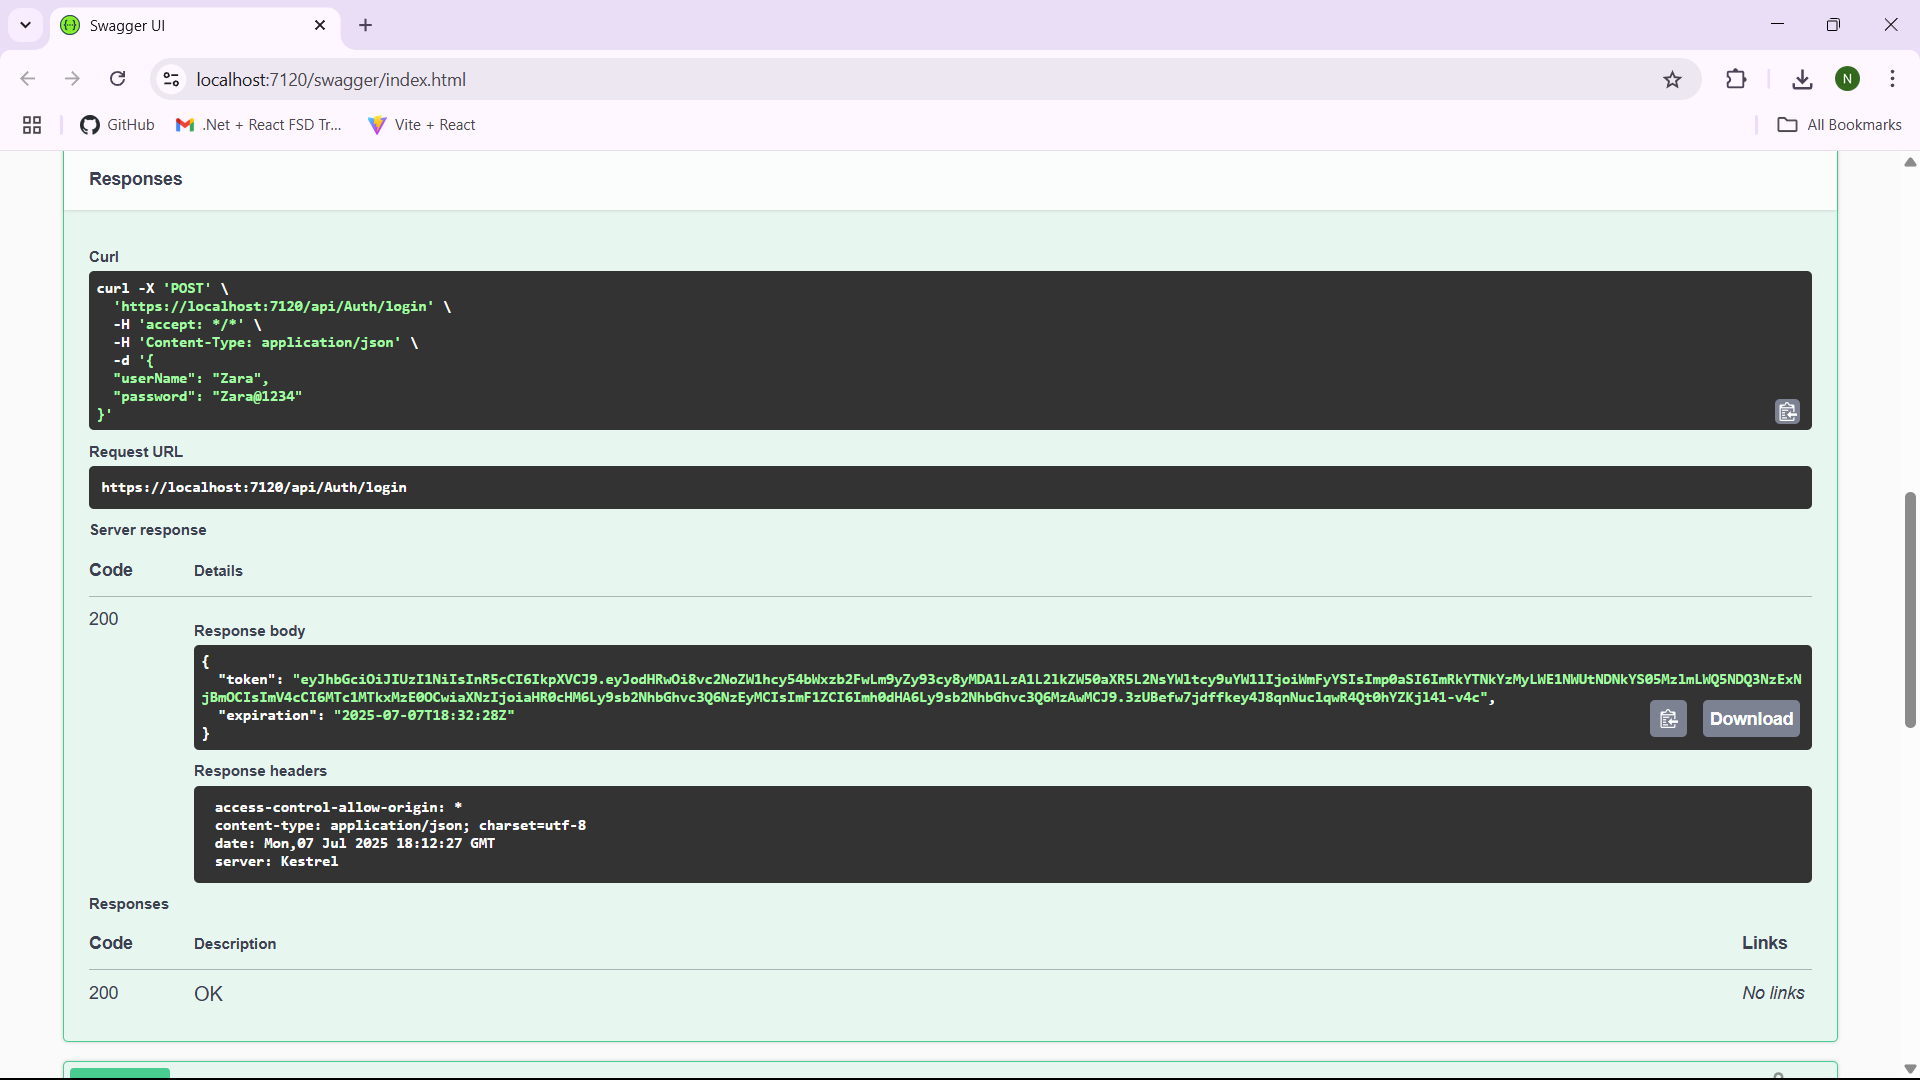 Swagger UI
localhost:7120/swagger/index.html
N
GitHub
.Net + React FSD Tr...
Vite + React
All Bookmarks
Responses
Curl
curl -X 'POST' \
'https://localhost:7120/api/Auth/login' \
-H 'accept: */*' \
-H 'Content-Type: application/json' \
-d '{
"userName": "Zara",
"password": "Zara@1234"
}'
Request URL
https://localhost:7120/api/Auth/login
Server response
Code Details
200
Response body
{
"token": "eyJhbGciOiJIUzI1NiIsInR5cCI6IkpXVCJ9.eyJodHRwOi8vc2NoZW1hcy54bWxzb2FwLm9yZy93cy8yMDA1LzA1L2lkZW50aXR5L2NsYWltcy9uYW1lIjoiWmFyYSIsImp0aSI6ImRkYTNkYzMyLWE1NWUtNDNkYS05MzlmLWQ5NDQ3NzExN
jBmOCIsImV4cCI6MTc1MTkxMzE0OCwiaXNzIjoiaHR0cHM6Ly9sb2NhbGhvc3Q6NzEyMCIsImF1ZCI6Imh0dHA6Ly9sb2NhbGhvc3Q6MzAwMCJ9.3zUBefw7jdffkey4J8qnNuclqwR4Qt0hYZKjl41-v4c",
"expiration": "2025-07-07T18:32:28Z"
}
Download
Response headers
access-control-allow-origin: *
content-type: application/json; charset=utf-8
date: Mon,07 Jul 2025 18:12:27 GMT
server: Kestrel
Responses
Code Description Links
200 OK No links